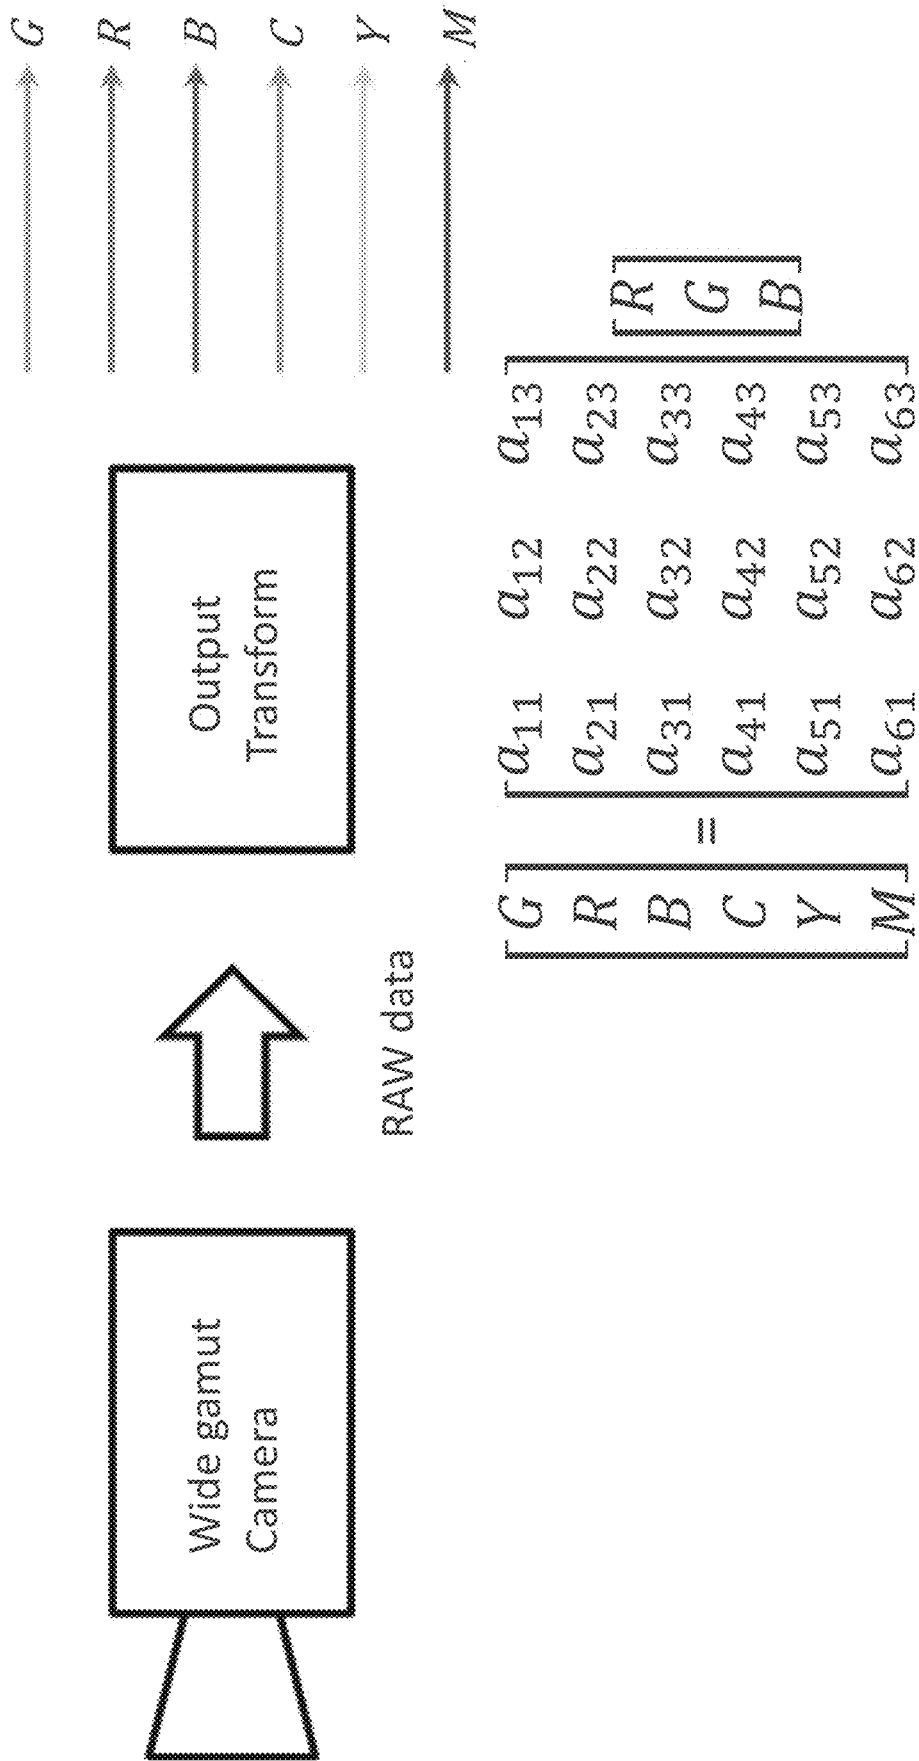 Wide gamut
Camera
RAW data
Output
Transform
G
R
B
C
Y
M
G a11 a12 a13
R a21 a22 a23 R
B = a31 a32 a33 G
C a41 a42 a43 B
Y a51 a52 a53
M a61 a62 a63